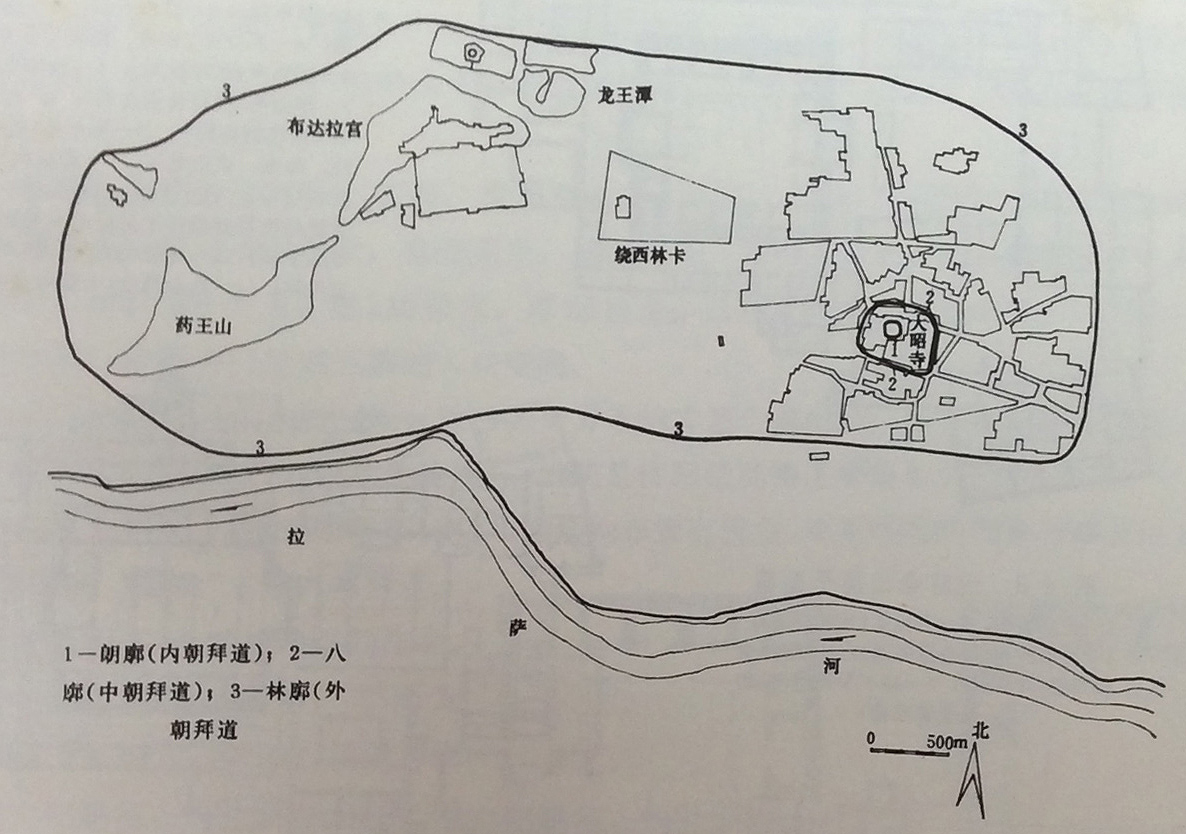 3
3
龙王潭
布达拉宫
绕西林卡
药王山
2
大昭寺
1
2
3
3
拉
萨
河
1—朗廓(内朝拜道); 2—八
廓(中朝拜道); 3—林廓(外
朝拜道
北
0 500m